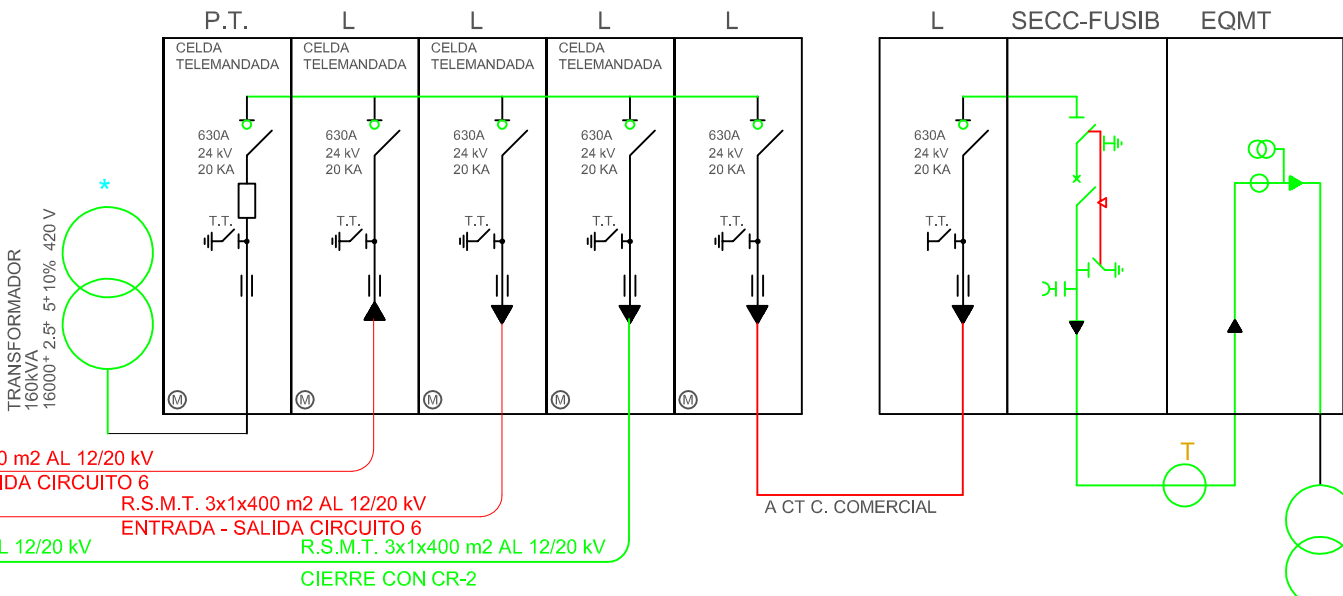 P.T.
L
L
L
L
L
SECC-FUSIB
EQMT
CELDA
TELEMANDADA
CELDA
TELEMANDADA
CELDA
TELEMANDADA
CELDA
TELEMANDADA
630A
24 kV
20 KA
630A
24 kV
20 KA
630A
24 kV
20 KA
630A
24 kV
20 KA
630A
24 kV
20 KA
630A
24 kV
20 KA
*
T.T.
T.T.
T.T.
T.T.
T.T.
T.T.
TRANSFORMADOR
160kVA
16000+ 2.5+ 5+10% 420 V
M
M
M
M
M
0 m2 AL 12/20 kV
IDA CIRCUITO 6
R.S.M.T. 3x1x400 m2 AL 12/20 kV
ENTRADA - SALIDA CIRCUITO 6
L 12/20 kV
R.S.M.T. 3x1x400 m2 AL 12/20 kV
CIERRE CON CR-2
A CT C. COMERCIAL
T